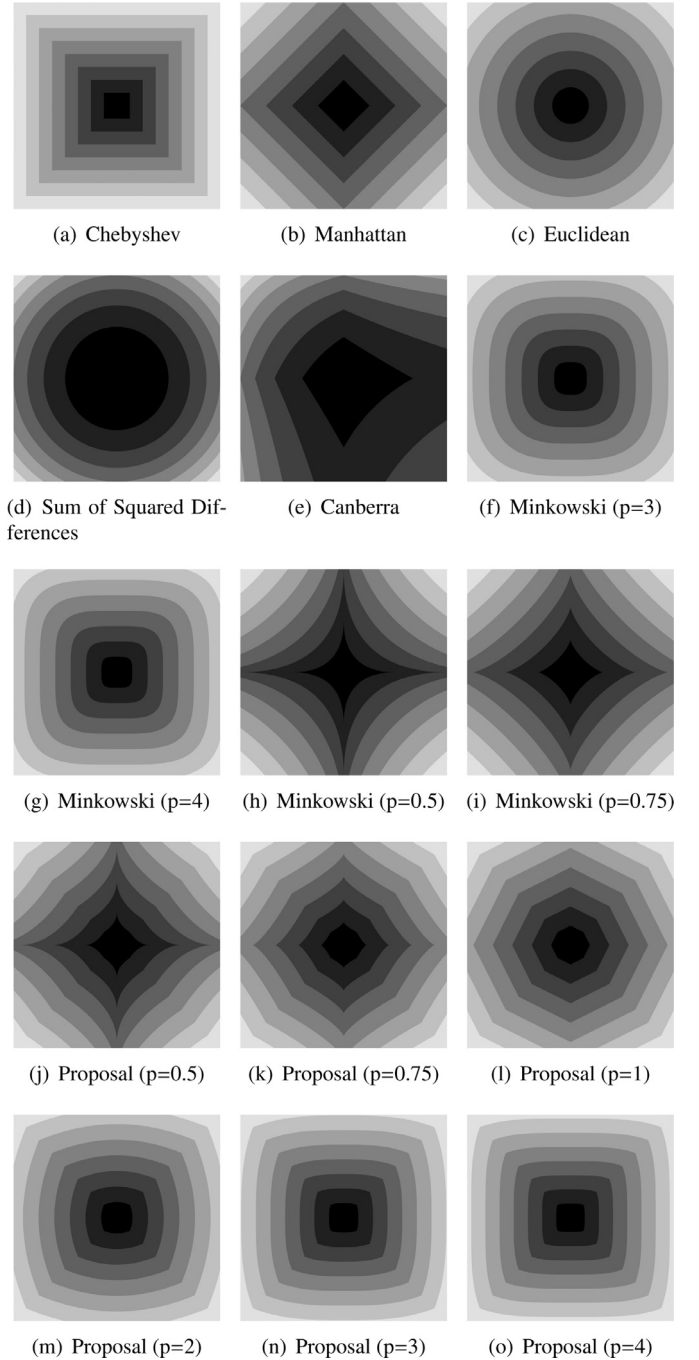 (a) Chebyshev
(b) Manhattan
(c) Euclidean
(d) Sum of Squared Dif-
ferences
(e) Canberra
(f) Minkowski (p=3)
(g) Minkowski (p=4)
(h) Minkowski (p=0.5)
(i) Minkowski (p=0.75)
(j) Proposal (p=0.5)
(k) Proposal (p=0.75)
(l) Proposal (p=1)
(m) Proposal (p=2)
(n) Proposal (p=3)
(o) Proposal (p=4)